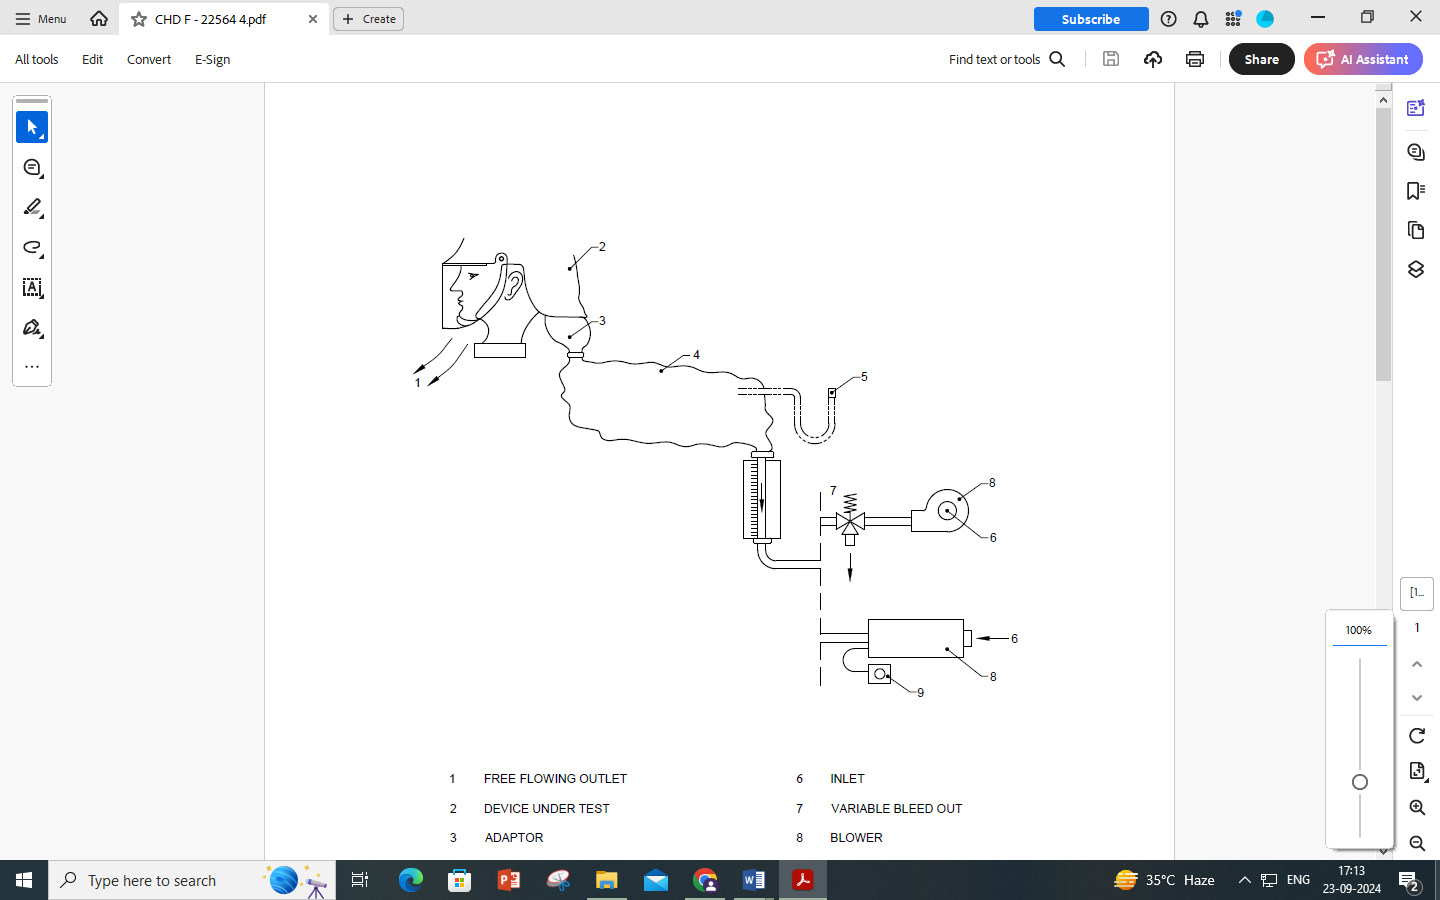 Menu
CHD F - 22564 4.pdf
Create
Subscribe
All tools
Edit
Convert
E-Sign
Find text or tools
Share
AI Assistant
2
3
4
1
5
7
8
6
6
8
9
1 FREE FLOWING OUTLET 6 INLET
2 DEVICE UNDER TEST 7 VARIABLE BLEED OUT
3 ADAPTOR 8 BLOWER
[1...
1
100%
Type here to search
35°C Haze
ENG
17:13
23-09-2024
2